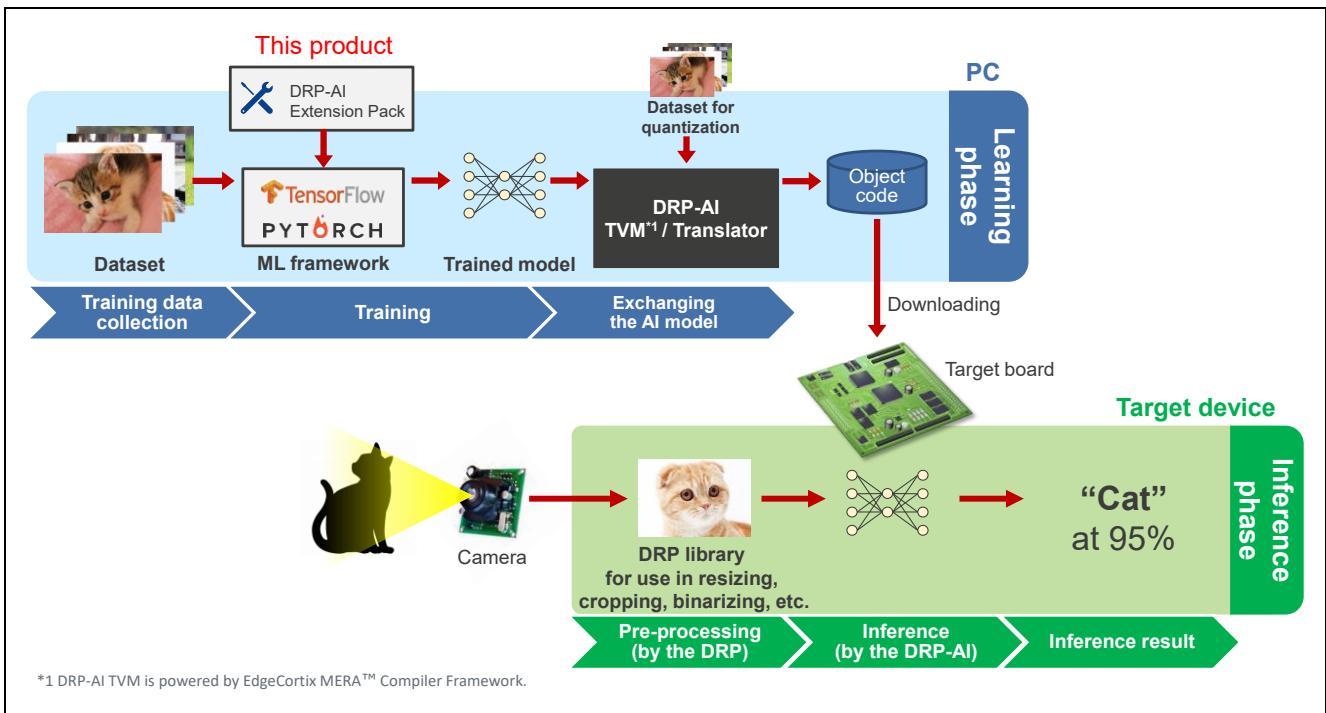 This product
DRP-AI
Extension Pack
PC
Dataset for
quantization
Learning
phase
TensorFlow
PYTORCH
DRP-AI
TVM*1 / Translator
Object
code
Dataset
ML framework
Trained model
Training data
collection
Training
Exchanging
the AI model
Downloading
Target board
Target device
Inference
phase
Camera
DRP library
for use in resizing,
cropping, binarizing, etc.
“Cat”
at 95%
Pre-processing
(by the DRP)
Inference
(by the DRP-AI)
Inference result
*1 DRP-AI TVM is powered by EdgeCortix MERA™ Compiler Framework.